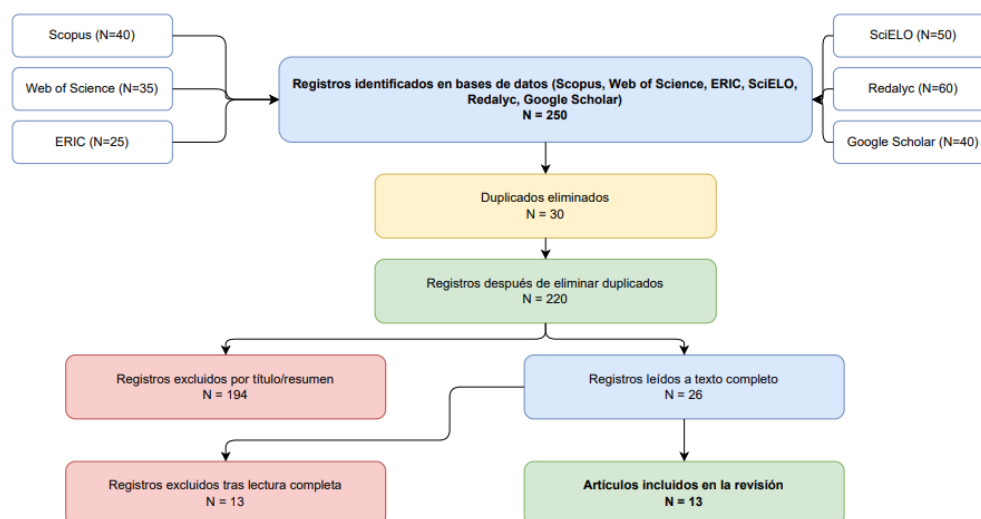 Scopus (N=40)
Web of Science (N=35)
ERIC (N=25)
Registros identificados en bases de datos (Scopus, Web of Science, ERIC, SciELO,
Redalyc, Google Scholar)
N = 250
SciELO (N=50)
Redalyc (N=60)
Google Scholar (N=40)
Duplicados eliminados
N = 30
Registros después de eliminar duplicados
N = 220
Registros excluidos por título/resumen
N = 194
Registros leídos a texto completo
N = 26
Registros excluidos tras lectura completa
N = 13
Artículos incluidos en la revisión
N = 13